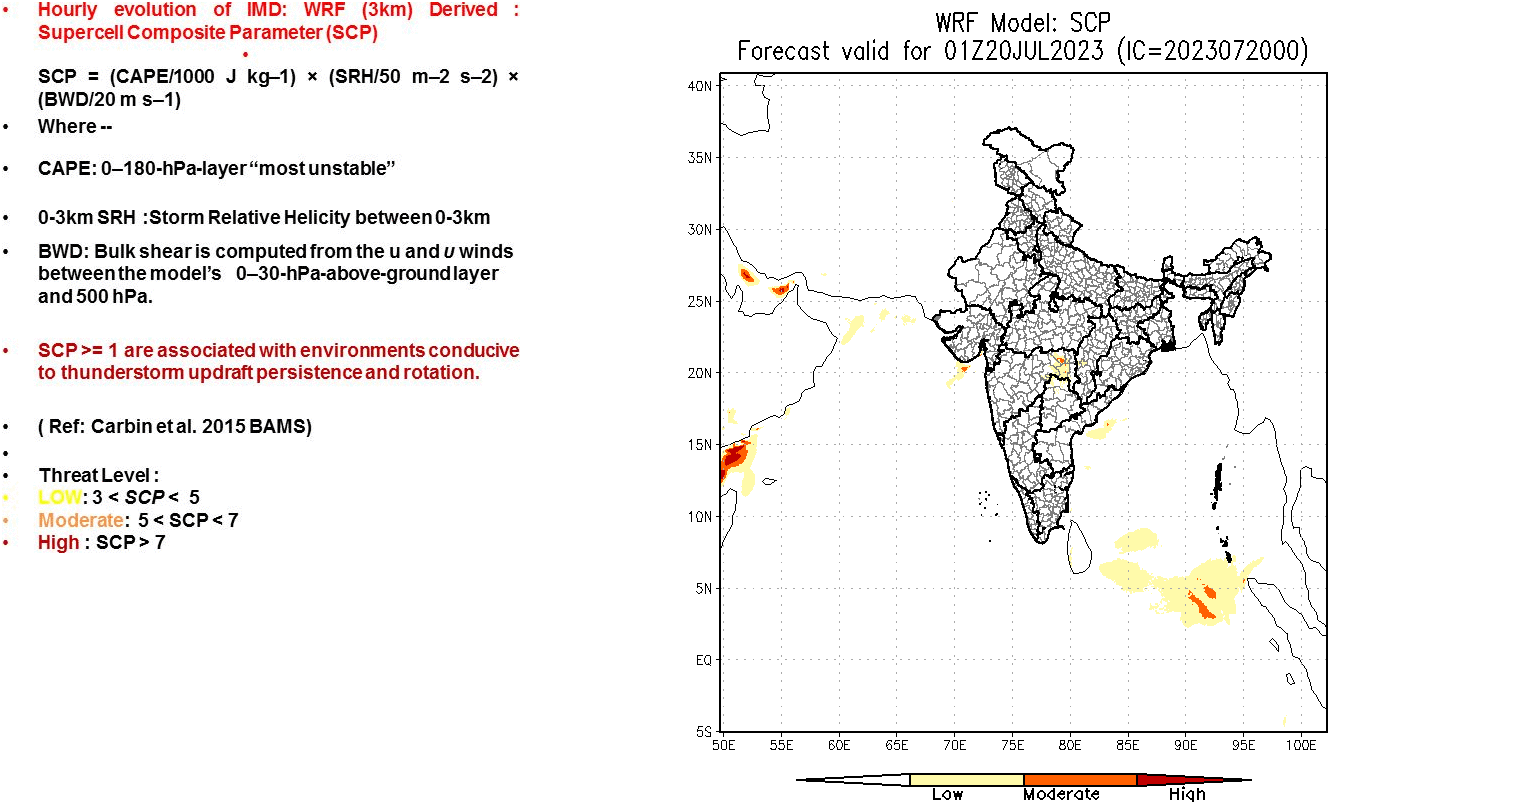 • Hourly evolution of IMD: WRF (3km) Derived :
Supercell Composite Parameter (SCP)
•
SCP = (CAPE/1000 J kg–1) × (SRH/50 m–2 s–2) ×
(BWD/20 m s–1)
• Where --
• CAPE: 0–180-hPa-layer “most unstable”
• 0-3km SRH :Storm Relative Helicity between 0-3km
• BWD: Bulk shear is computed from the u and υ winds
between the model’s 0–30-hPa-above-ground layer
and 500 hPa.
• SCP >= 1 are associated with environments conducive
to thunderstorm updraft persistence and rotation.
• ( Ref: Carbin et al. 2015 BAMS)
•
• Threat Level :
• LOW: 3 < SCP < 5
• Moderate: 5 < SCP < 7
• High : SCP > 7
WRF Model: SCP
Forecast valid for 01Z20JUL2023 (IC=2023072000)
40N
35N
30N
25N
20N
15N
10N
5N
EQ
5S
50E 55E 60E 65E 70E 75E 80E 85E 90E 95E 100E
Low Moderate High